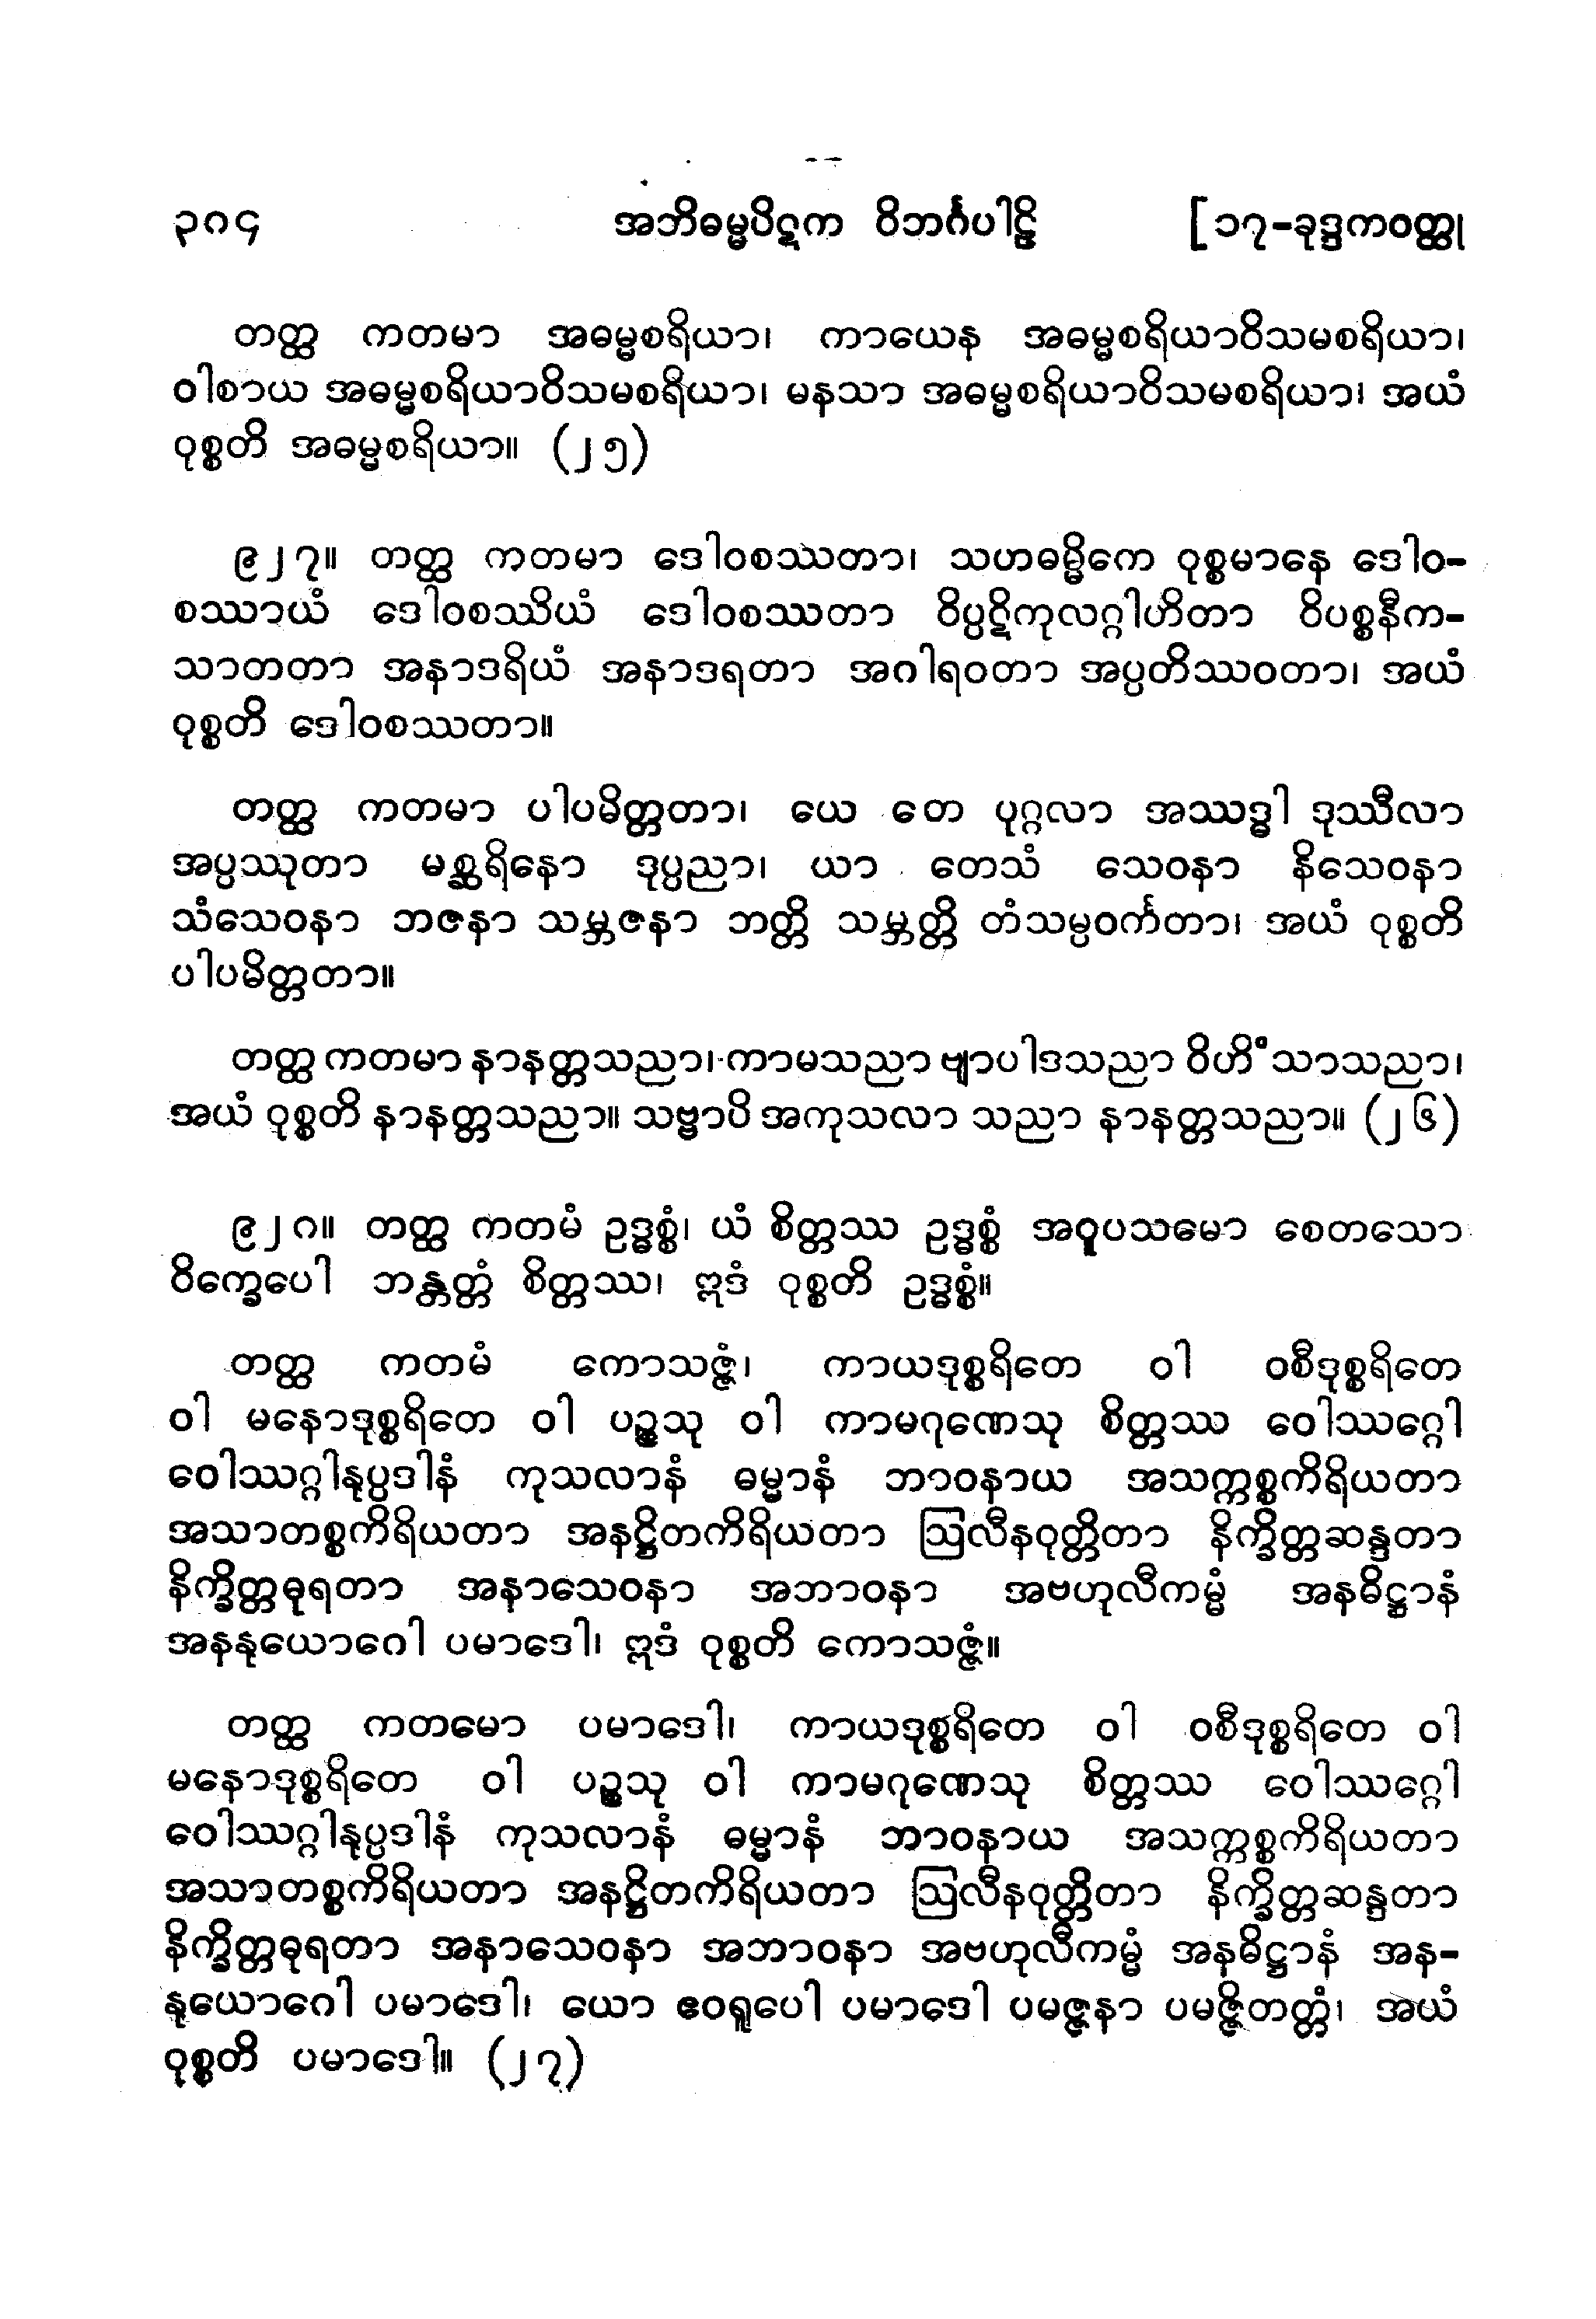 ၃၈၄ အဘိဓမ္မပိဋက ဝိဘင်္ဂပါဠိ [၁၇-ခုဒ္ဒကဝတ္ထု
တတ္ထ ကတမာ အဓမ္မစရိယာ၊ ကာယေန အဓမ္မစရိယာဝိသမစရိယာ၊
ဝါစာယ အဓမ္မစရိယာဝိသမစရိယာ၊ မနသာ အဓမ္မစရိယာဝိသမစရိယာ၊ အယံ
ဝုစ္စတိ အဓမ္မစရိယာ။ (၂၅)
၉၂၇။ တတ္ထ ကတမာ ဒေါဝစဿတာ၊ သဟဓမ္မိကေ ဝုစ္စမာနေ ဒေါဝ-
စဿာယံ ဒေါဝစဿိယံ ဒေါဝစဿတာ ဝိပ္ပဋိကုလဂ္ဂါဟိတာ ဝိပစ္စနီက-
သာတတာ အနာဒရိယံ အနာဒရတာ အဂါရဝတာ အပ္ပတိဿဝတာ၊ အယံ
ဝုစ္စတိ ဒေါဝစဿတာ။
တတ္ထ ကတမာ ပါပမိတ္တတာ၊ ယေ တေ ပုဂ္ဂလာ အဿဒ္ဓါ ဒုဿီလာ
အပ္ပဿုတာ မစ္ဆရိနော ဒုပ္ပညာ၊ ယာ တေသံ သေဝနာ နိသေဝနာ
သံသေဝနာ ဘဇနာ သမ္ဘဇနာ ဘတ္တိ သမ္ဘတ္တိ တံသမ္ပဝင်္ကတာ၊ အယံ ဝုစ္စတိ
ပါပမိတ္တတာ။
တတ္ထ ကတမာ နာနတ္တသညာ၊ ကာမသညာ ဗျာပါဒသညာ ဝိဟိံသာသညာ၊
အယံ ဝုစ္စတိ နာနတ္တသညာ။ သဗ္ဗာပိ အကုသလာ သညာ နာနတ္တသညာ။ (၂၆)
၉၂၈။ တတ္ထ ကတမံ ဥဒ္ဓစ္စံ၊ ယံ စိတ္တဿ ဥဒ္ဓစ္စံ အဝူပသမော စေတသော
ဝိက္ခေပေါ ဘန္တတ္တံ စိတ္တဿ၊ ဣဒံ ဝုစ္စတိ ဥဒ္ဓစ္စံ။
တတ္ထ ကတမံ ကောသဇ္ဇံ၊ ကာယဒုစ္စရိတေ ဝါ ဝစီဒုစ္စရိတေ
ဝါ မနောဒုစ္စရိတေ ဝါ ပဉ္စသု ဝါ ကာမဂုဏေသု စိတ္တဿ ဝေါဿဂ္ဂေါ
ဝေါဿဂ္ဂါနုပ္ပဒါနံ ကုသလာနံ ဓမ္မာနံ ဘာဝနာယ အသက္ကစ္စကိရိယတာ
အသာတစ္စကိရိယတာ အနဋ္ဌိတကိရိယတာ ဩလီနဝုတ္တိတာ နိက္ခိတ္တဆန္ဒတာ
နိက္ခိတ္တဓုရတာ အနာသေဝနာ အဘာဝနာ အဗဟုလီကမ္မံ အနဓိဋ္ဌာနံ
အနနုယောဂေါ ပမာဒေါ၊ ဣဒံ ဝုစ္စတိ ကောသဇ္ဇံ။
တတ္ထ ကတမော ပမာဒေါ၊ ကာယဒုစ္စရိတေ ဝါ ဝစီဒုစ္စရိတေ ဝါ
မနောဒုစ္စရိတေ ဝါ ပဉ္စသု ဝါ ကာမဂုဏေသု စိတ္တဿ ဝေါဿဂ္ဂေါ
ဝေါဿဂ္ဂါနုပ္ပဒါနံ ကုသလာနံ ဓမ္မာနံ ဘာဝနာယ အသက္ကစ္စကိရိယတာ
အသာတစ္စကိရိယတာ အနဋ္ဌိတကိရိယတာ ဩလီနဝုတ္တိတာ နိက္ခိတ္တဆန္ဒတာ
နိက္ခိတ္တဓုရတာ အနာသေဝနာ အဘာဝနာ အဗဟုလီကမ္မံ အနဓိဋ္ဌာနံ အန-
နုယောဂေါ ပမာဒေါ၊ ယော ဧဝရူပေါ ပမာဒေါ ပမဇ္ဇနာ ပမဇ္ဇိတတ္တံ၊ အယံ
ဝုစ္စတိ ပမာဒေါ။ (၂၇)